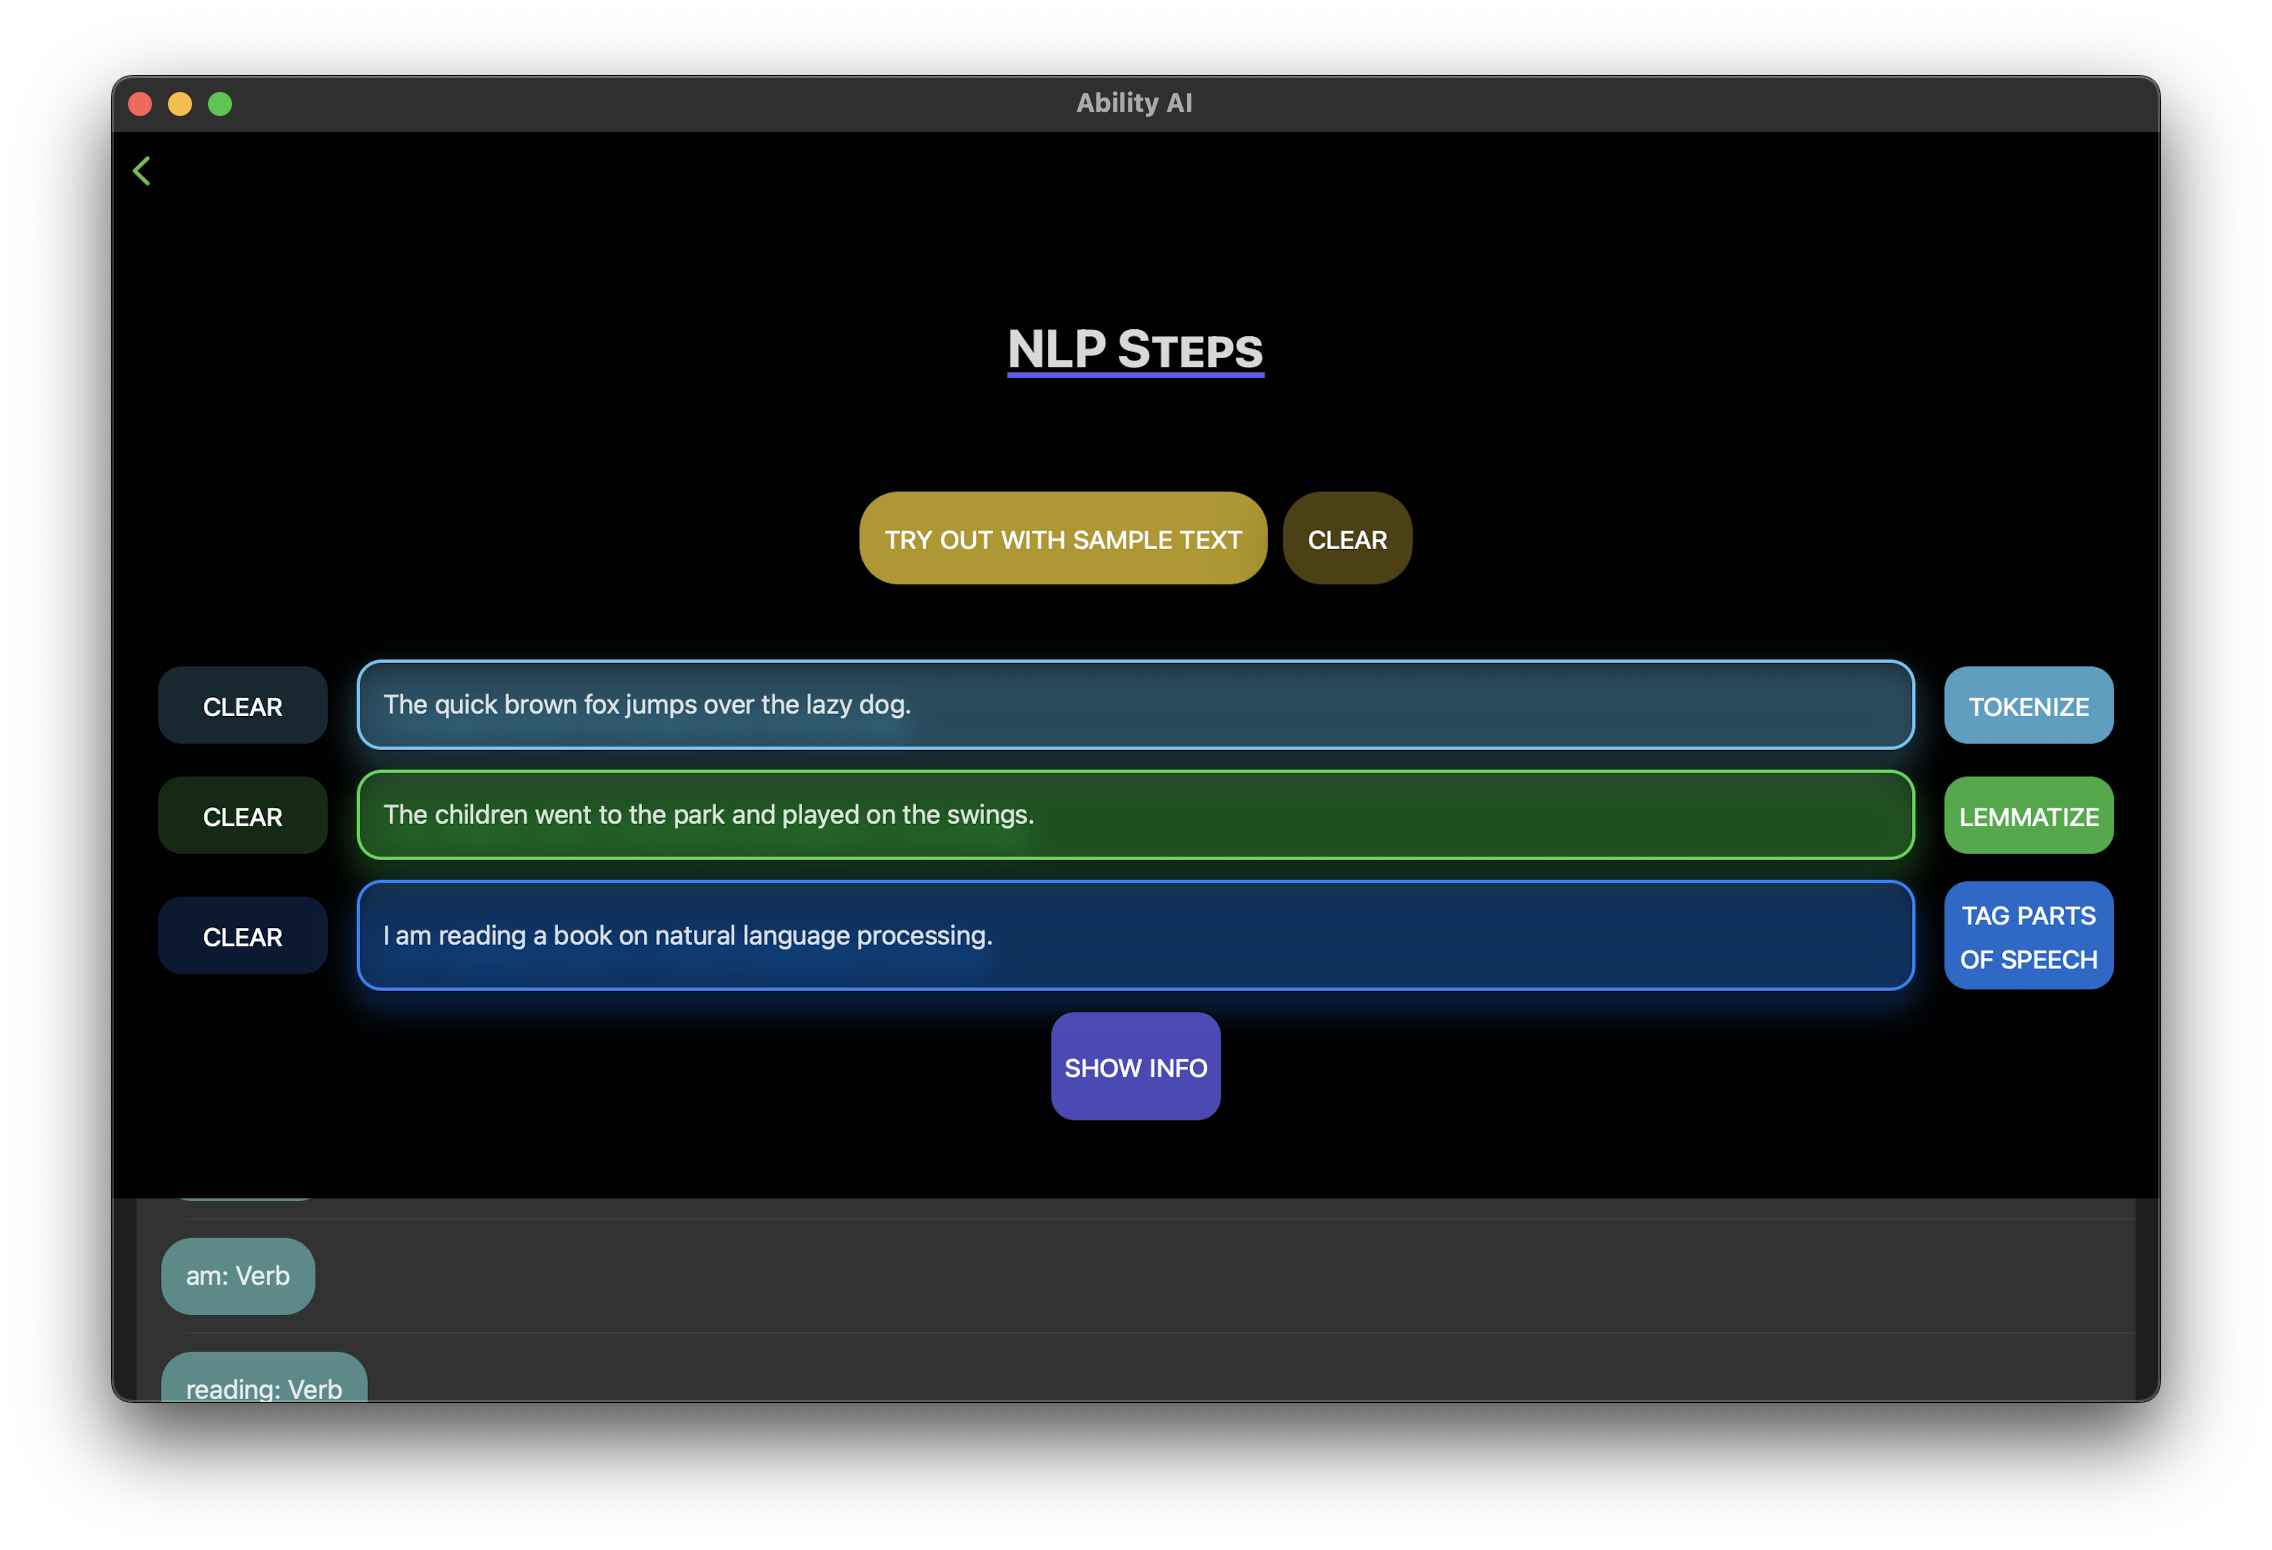 Ability AI
NLP STEPS
TRY OUT WITH SAMPLE TEXT CLEAR
CLEAR The quick brown fox jumps over the lazy dog. TOKENIZE
CLEAR The children went to the park and played on the swings. LEMMATIZE
CLEAR I am reading a book on natural language processing. TAG PARTS
OF SPEECH
SHOW INFO
am: Verb
reading: Verb